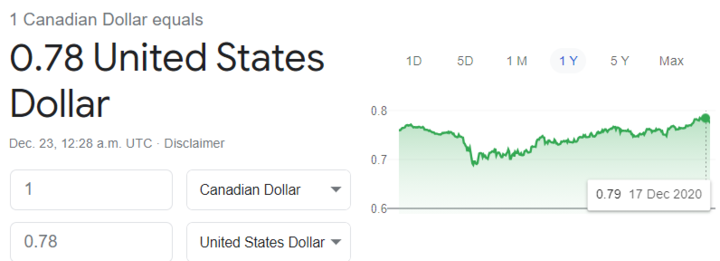 1 Canadian Dollar equals
0.78 United States
Dollar
Dec. 23, 12:28 a.m. UTC · Disclaimer
1 Canadian Dollar
0.78 United States Dollar
1D 5D 1 M 1 Y 5 Y Max
0.8
0.7
0.6
0.79 17 Dec 2020